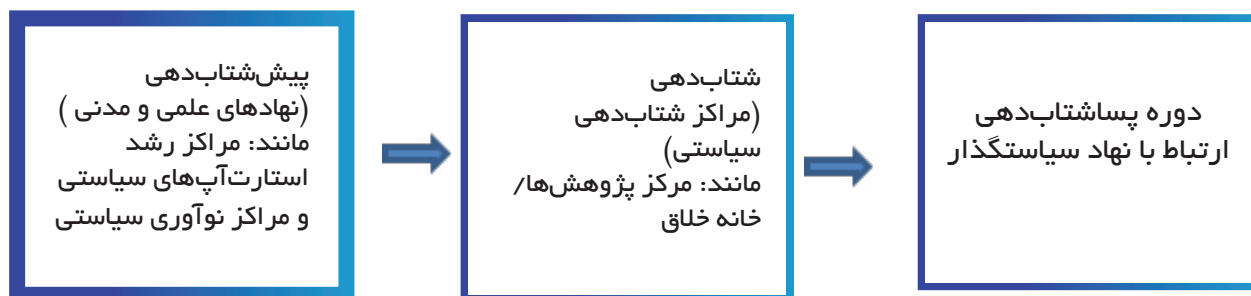 پیش‌شتاب‌دهی
(نهادهای علمی و مدنی )
مانند: مراکز رشد
استارت‌آپ‌های سیاستی
و مراکز نوآوری سیاستی
شتاب‌دهی
(مراکز شتاب‌دهی
سیاستی)
مانند: مرکز پژوهش‌ها/
خانه خلاق
دوره پساشتاب‌دهی
ارتباط با نهاد سیاستگذار